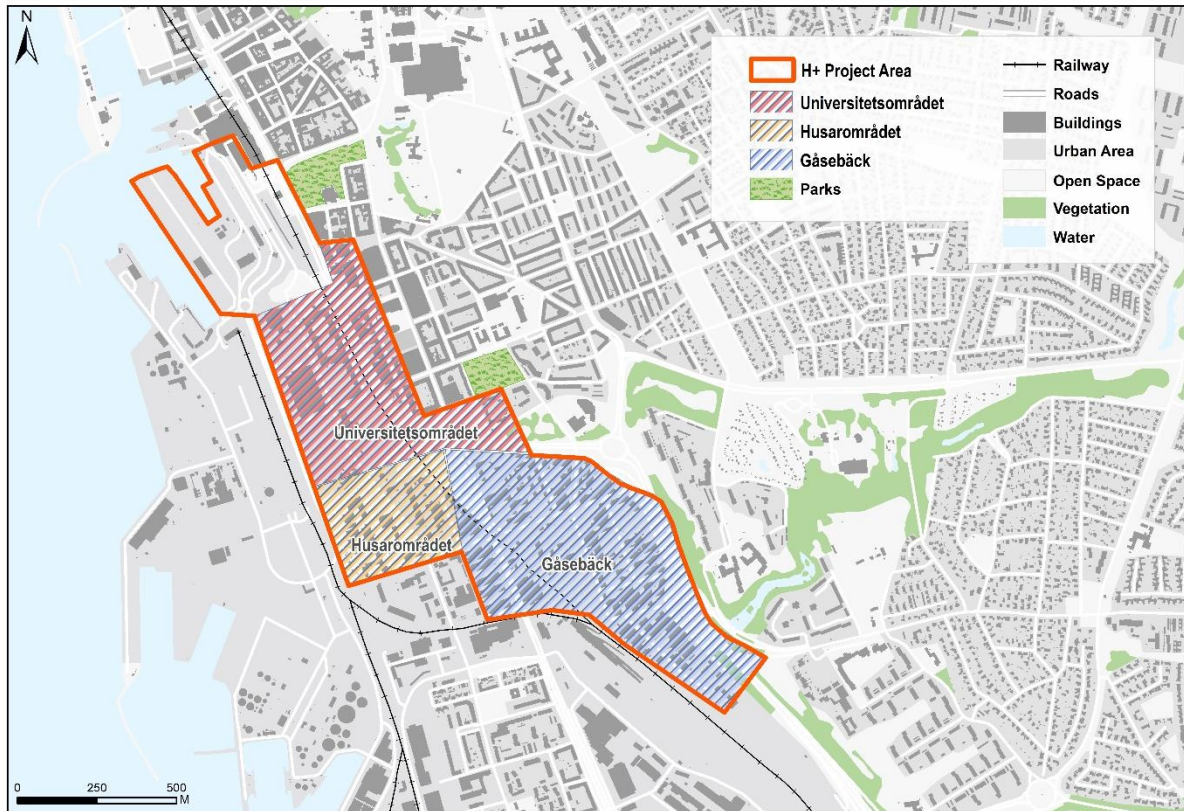 N
H+ Project Area
Universitetsområdet
Husarområdet
Gåsebäck
Parks
Railway
Roads
Buildings
Urban Area
Open Space
Vegetation
Water
Universitetsområdet
Husarområdet
Gåsebäck
0 250 500
M